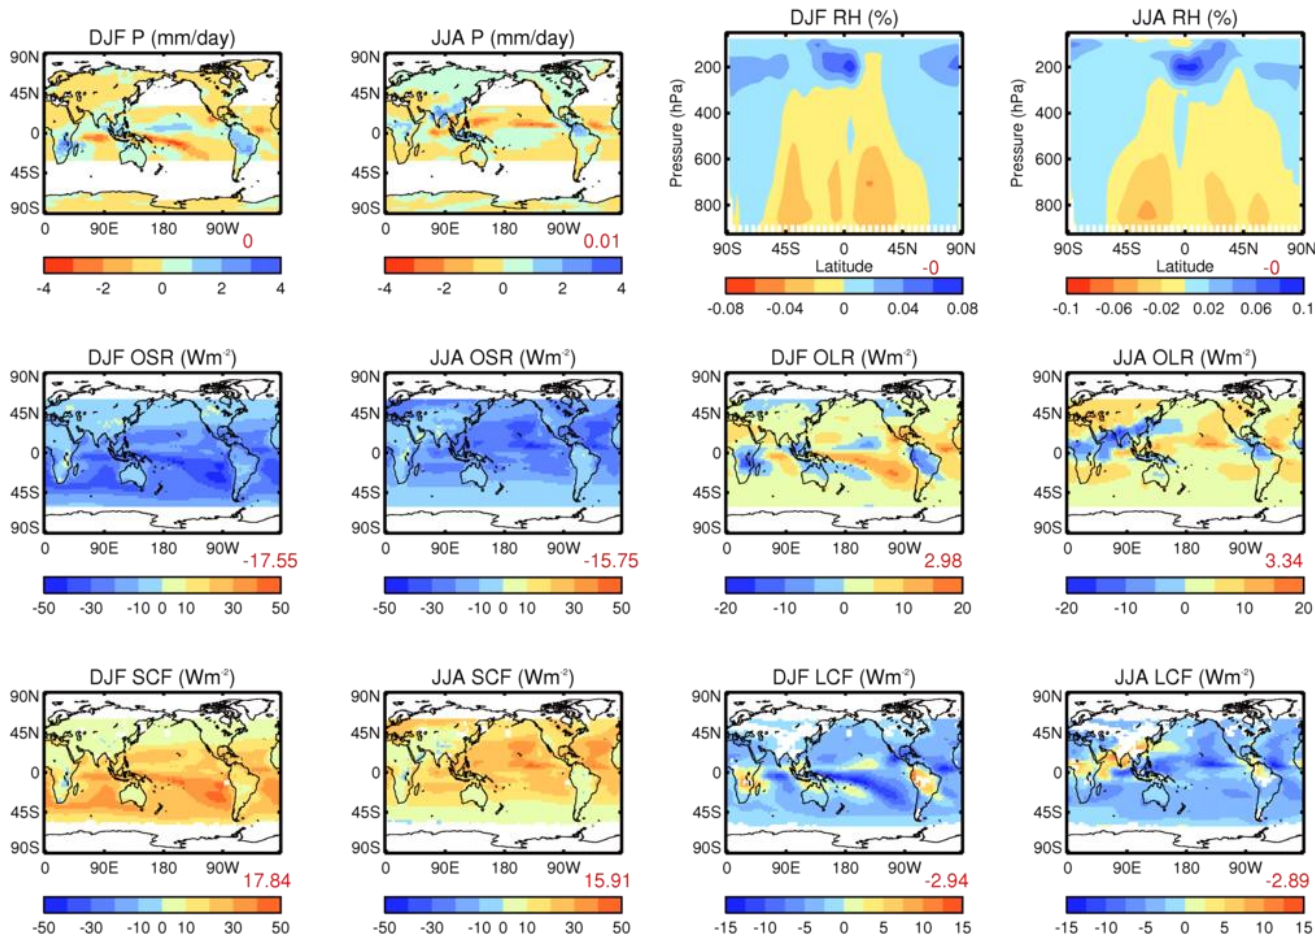 DJF P (mm/day)
90N
45N
0
45S
90S
0 90E 180 90W
0
-4 -2 0 2 4
JJA P (mm/day)
90N
45N
0
45S
90S
0 90E 180 90W
0.01
-4 -2 0 2 4
DJF RH (%)
Pressure (hPa)
200
400
600
800
90S 45S 0 45N 90N
Latitude
-0
-0.08 -0.04 0 0.04 0.08
JJA RH (%)
Pressure (hPa)
200
400
600
800
90S 45S 0 45N 90N
Latitude
-0
-0.1 -0.06 -0.02 0.02 0.06 0.1
DJF OSR (Wm-2)
90N
45N
0
45S
90S
0 90E 180 90W
-17.55
-50 -30 -10 0 10 30 50
JJA OSR (Wm-2)
90N
45N
0
45S
90S
0 90E 180 90W
-15.75
-50 -30 -10 0 10 30 50
DJF OLR (Wm-2)
90N
45N
0
45S
90S
0 90E 180 90W
2.98
-20 -10 0 10 20
JJA OLR (Wm-2)
90N
45N
0
45S
90S
0 90E 180 90W
3.34
-20 -10 0 10 20
DJF SCF (Wm-2)
90N
45N
0
45S
90S
0 90E 180 90W
17.84
-50 -30 -10 0 10 30 50
JJA SCF (Wm-2)
90N
45N
0
45S
90S
0 90E 180 90W
15.91
-50 -30 -10 0 10 30 50
DJF LCF (Wm-2)
90N
45N
0
45S
90S
0 90E 180 90W
-2.94
-15 -10 -5 0 5 10 15
JJA LCF (Wm-2)
90N
45N
0
45S
90S
0 90E 180 90W
-2.89
-15 -10 -5 0 5 10 15